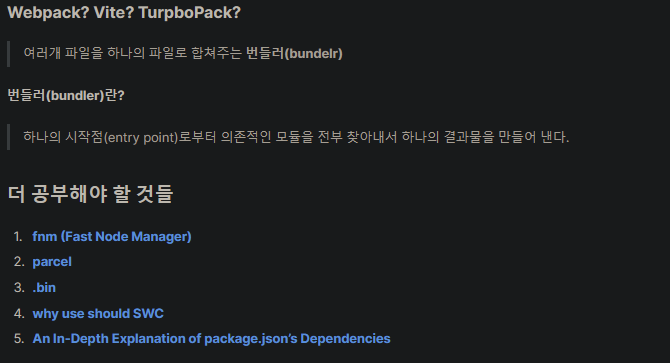 Webpack? Vite? TurpboPack?
여러개 파일을 하나의 파일로 합쳐주는 번들러(bundelr)
번들러(bundler)란?
하나의 시작점(entry point)로부터 의존적인 모듈을 전부 찾아내서 하나의 결과물을 만들어 낸다.
더 공부해야 할 것들
1. fnm (Fast Node Manager)
2. parcel
3. .bin
4. why use should SWC
5. An In-Depth Explanation of package.json’s Dependencies